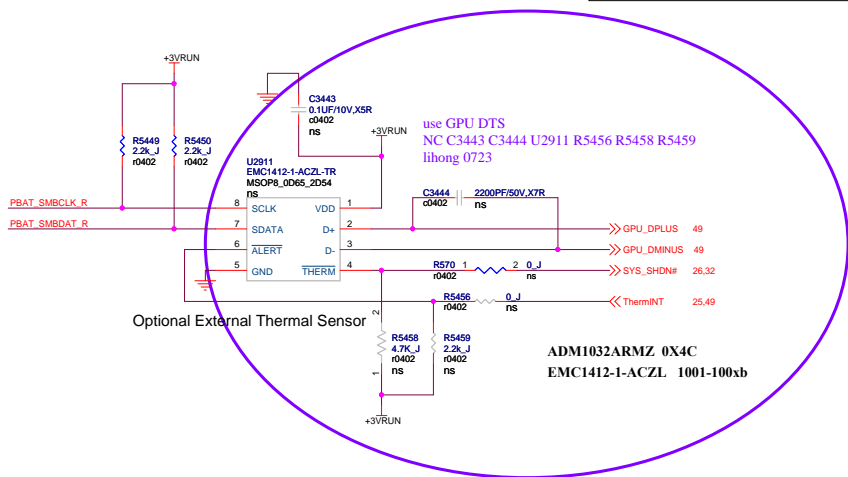 +3VRUN
C3443
0.1UF/10V,X5R
c0402
ns
+3VRUN
use GPU DTS
NC C3443 C3444 U2911 R5456 R5458 R5459
lihong 0723
R5449
2.2k_J
r0402
R5450
2.2k_J
r0402
U2911
EMC1412-1-ACZL-TR
MSOP8_0D65_2D54
ns
C3444
c0402
2200PF/50V,X7R
ns
PBAT_SMBCLK_R
8 SCLK VDD 1
PBAT_SMBDAT_R
7 SDATA D+ 2
GPU_DPLUS 49
6 ALERT D- 3
GPU_DMINUS 49
5 GND THERM 4
R570 1 2 0_J
r0402 ns
SYS_SHDN# 26,32
R5456 0_J
r0402 ns
ThermINT 25,49
Optional External Thermal Sensor
2
R5458
4.7K_J
r0402
ns
1
R5459
2.2k_J
r0402
ns
ADM1032ARMZ 0X4C
EMC1412-1-ACZL 1001-100xb
+3VRUN